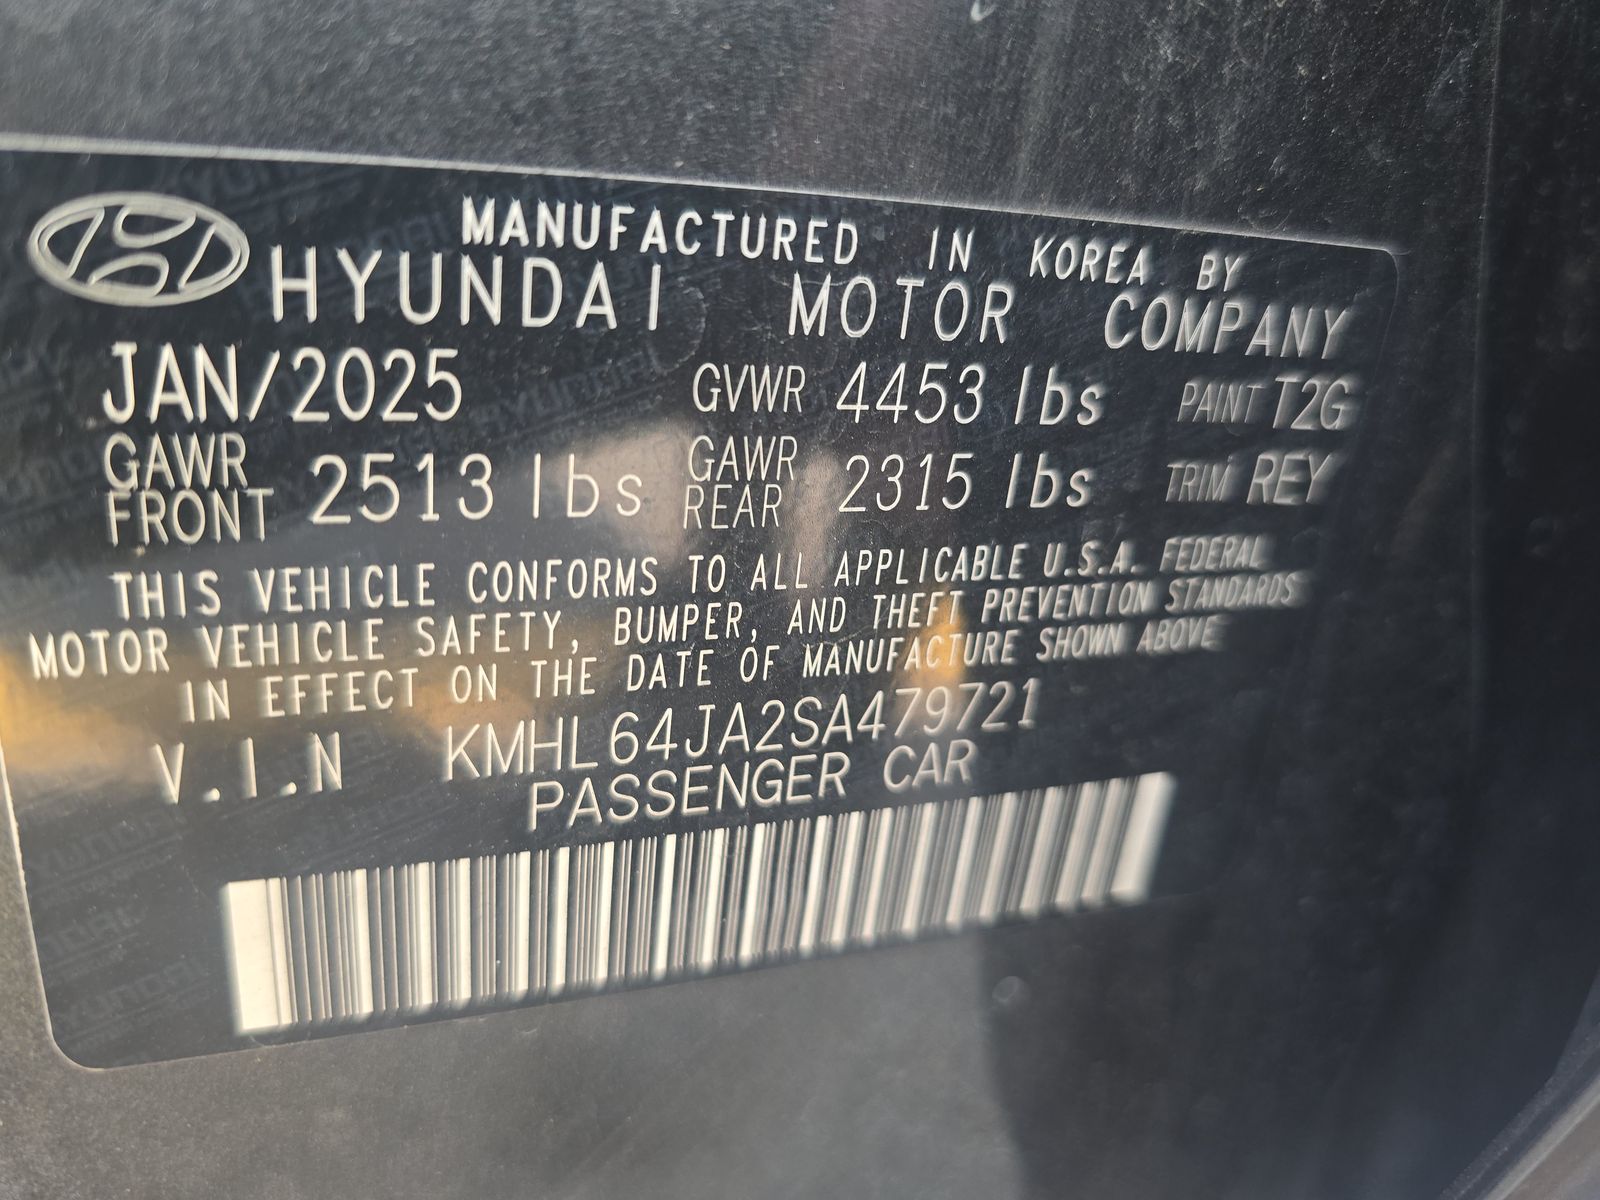 MANUFACTURED IN KOREA BY
HYUNDAI MOTOR COMPANY
JAN/2025 GVWR 4453 lbs PAINT T2G
GAWR FRONT 2513 lbs GAWR REAR 2315 lbs TRIM REY
THIS VEHICLE CONFORMS TO ALL APPLICABLE U.S.A. FEDERAL
MOTOR VEHICLE SAFETY, BUMPER, AND THEFT PREVENTION STANDARDS
IN EFFECT ON THE DATE OF MANUFACTURE SHOWN ABOVE
V.I.N KMHL64JA2SA479721
PASSENGER CAR